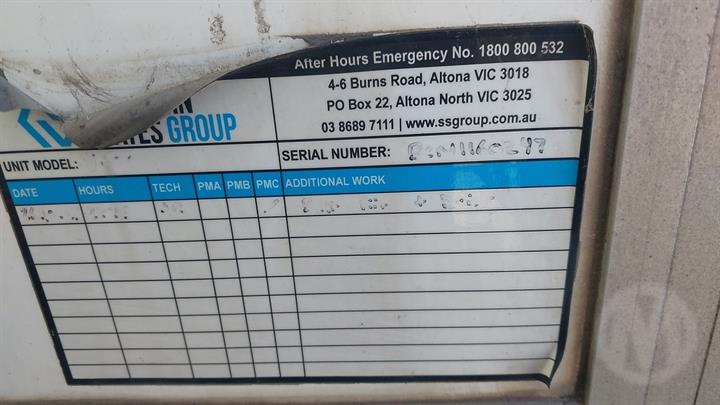 After Hours Emergency No. 1800 800 532
4-6 Burns Road, Altona VIC 3018
PO Box 22, Altona North VIC 3025
03 8689 7111 | www.ssgroup.com.au
GROUP
UNIT MODEL:
SERIAL NUMBER:
DATE HOURS TECH PMA PMB PMC ADDITIONAL WORK